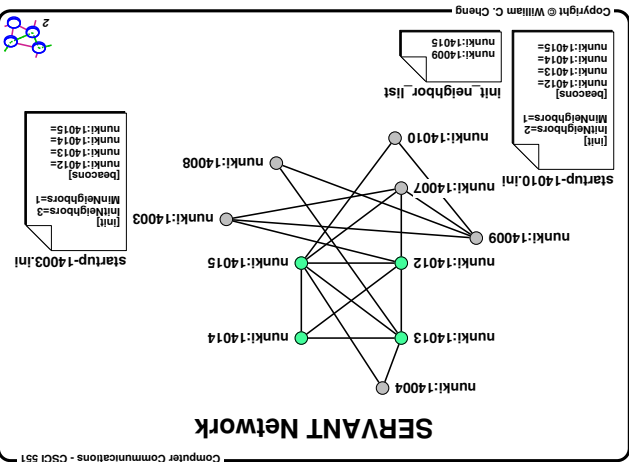 Computer Communications - CSCI 551
SERVANT Network
nunki:14004
nunki:14013
nunki:14014
nunki:14012
nunki:14015
nunki:14009
nunki:14003
nunki:14007
nunki:14008
nunki:14010
startup-14010.ini
[init]
InitNeighbors=2
MinNeighbors=1
[beacons]
nunki:14012=
nunki:14013=
nunki:14014=
nunki:14015=
init_neighbor_list
nunki:14009
nunki:14015
startup-14003.ini
[init]
InitNeighbors=3
MinNeighbors=1
[beacons]
nunki:14012=
nunki:14013=
nunki:14014=
nunki:14015=
2
Copyright © William C. Cheng